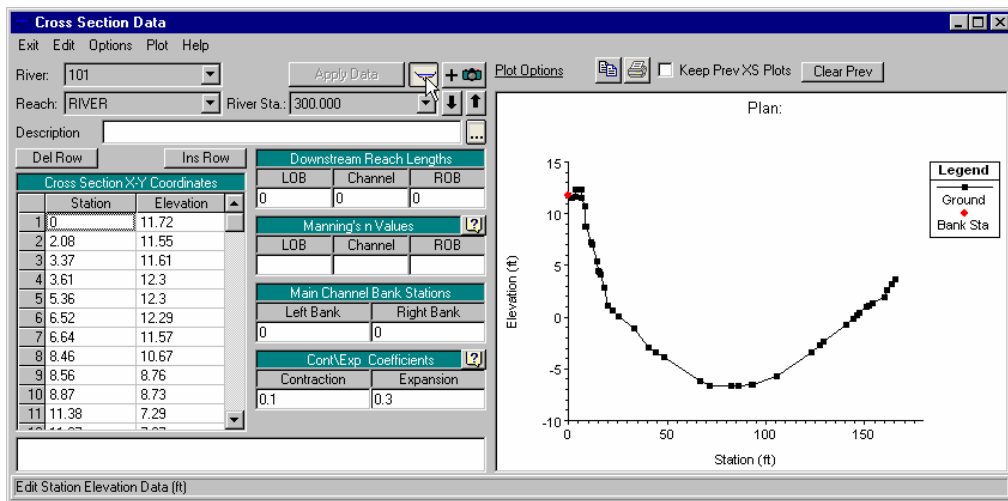 Cross Section Data
Exit Edit Options Plot Help
River: 101 Apply Data
Reach: RIVER River Sta.: 300.000
Description ...
Del Row Ins Row
Cross Section X-Y Coordinates
Station Elevation
1 0 11.72
2 2.08 11.55
3 3.37 11.61
4 3.61 12.3
5 5.36 12.3
6 6.52 12.29
7 6.64 11.57
8 8.46 10.67
9 8.56 8.76
10 8.87 8.73
11 11.38 7.29
Downstream Reach Lengths
LOB Channel ROB
0 0 0
Manning's n Values
LOB Channel ROB
Main Channel Bank Stations
Left Bank Right Bank
0 0
Cont\Exp Coefficients
Contraction Expansion
0.1 0.3
Edit Station Elevation Data (ft)
Plot Options Keep Prev XS Plots Clear Prev
Plan:
Legend
Ground
Bank Sta
Elevation (ft)
15
10
5
0
-5
-10
0 50 100 150
Station (ft)